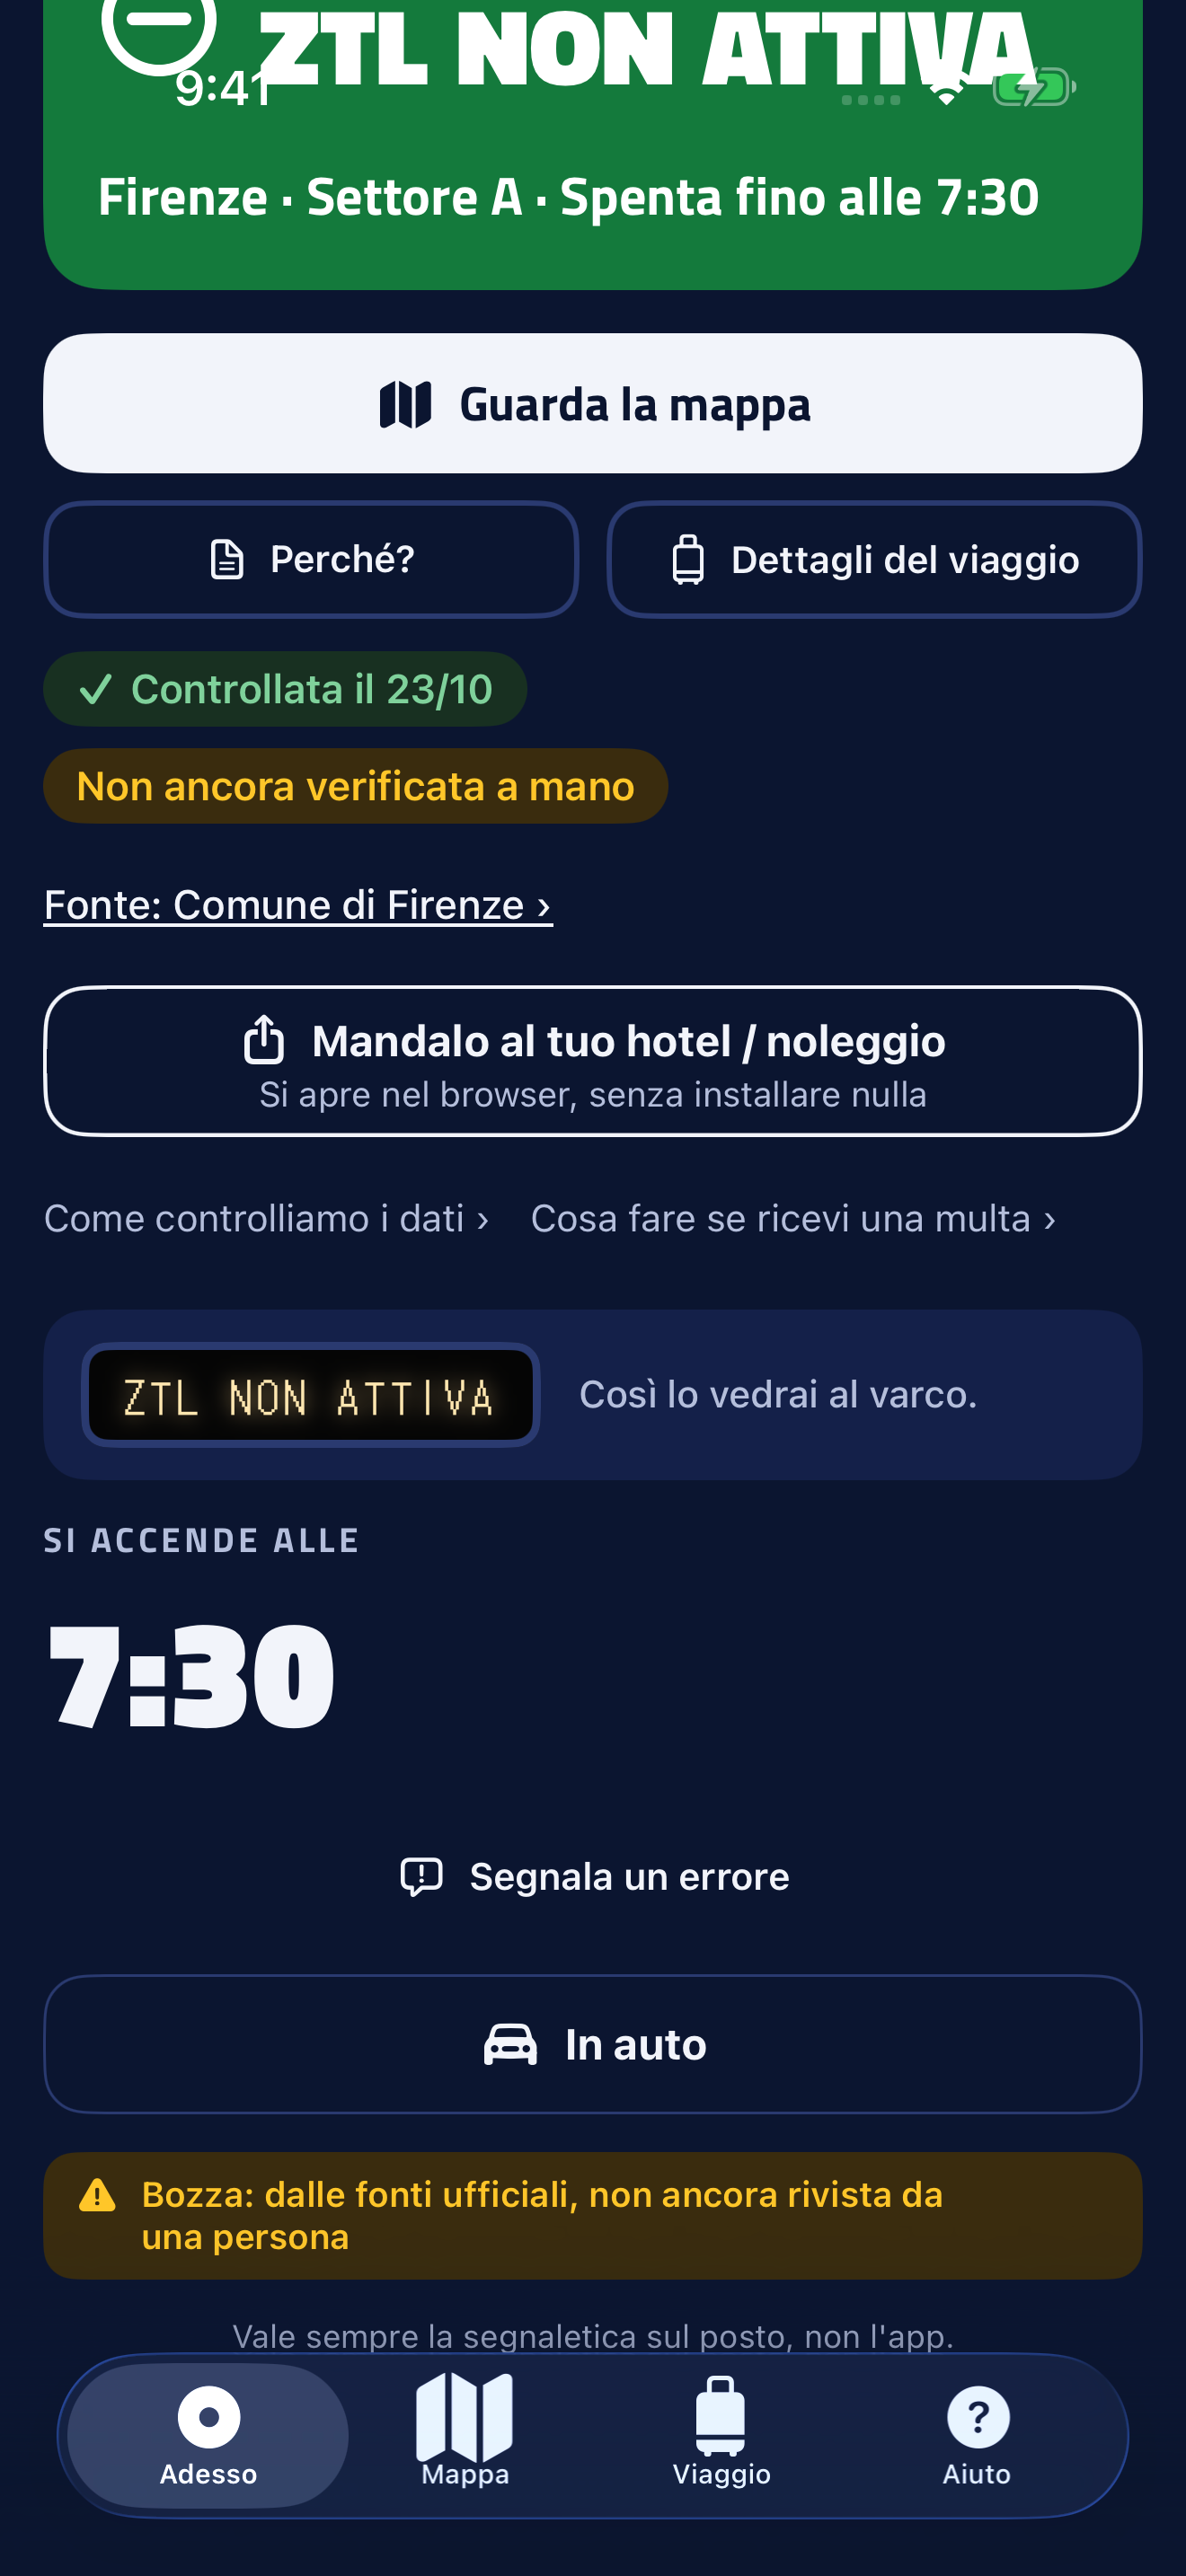 ZTL NON ATTIVA
9:41
Firenze · Settore A · Spenta fino alle 7:30
Guarda la mappa
Perché?
Dettagli del viaggio
Controllata il 23/10
Non ancora verificata a mano
Fonte: Comune di Firenze ›
Mandalo al tuo hotel / noleggio
Si apre nel browser, senza installare nulla
Come controlliamo i dati ›
Cosa fare se ricevi una multa ›
ZTL NON ATTIVA
Così lo vedrai al varco.
SI ACCENDE ALLE
7:30
Segnala un errore
In auto
Bozza: dalle fonti ufficiali, non ancora rivista da
una persona
Vale sempre la segnaletica sul posto, non l'app.
Adesso
Mappa
Viaggio
Aiuto